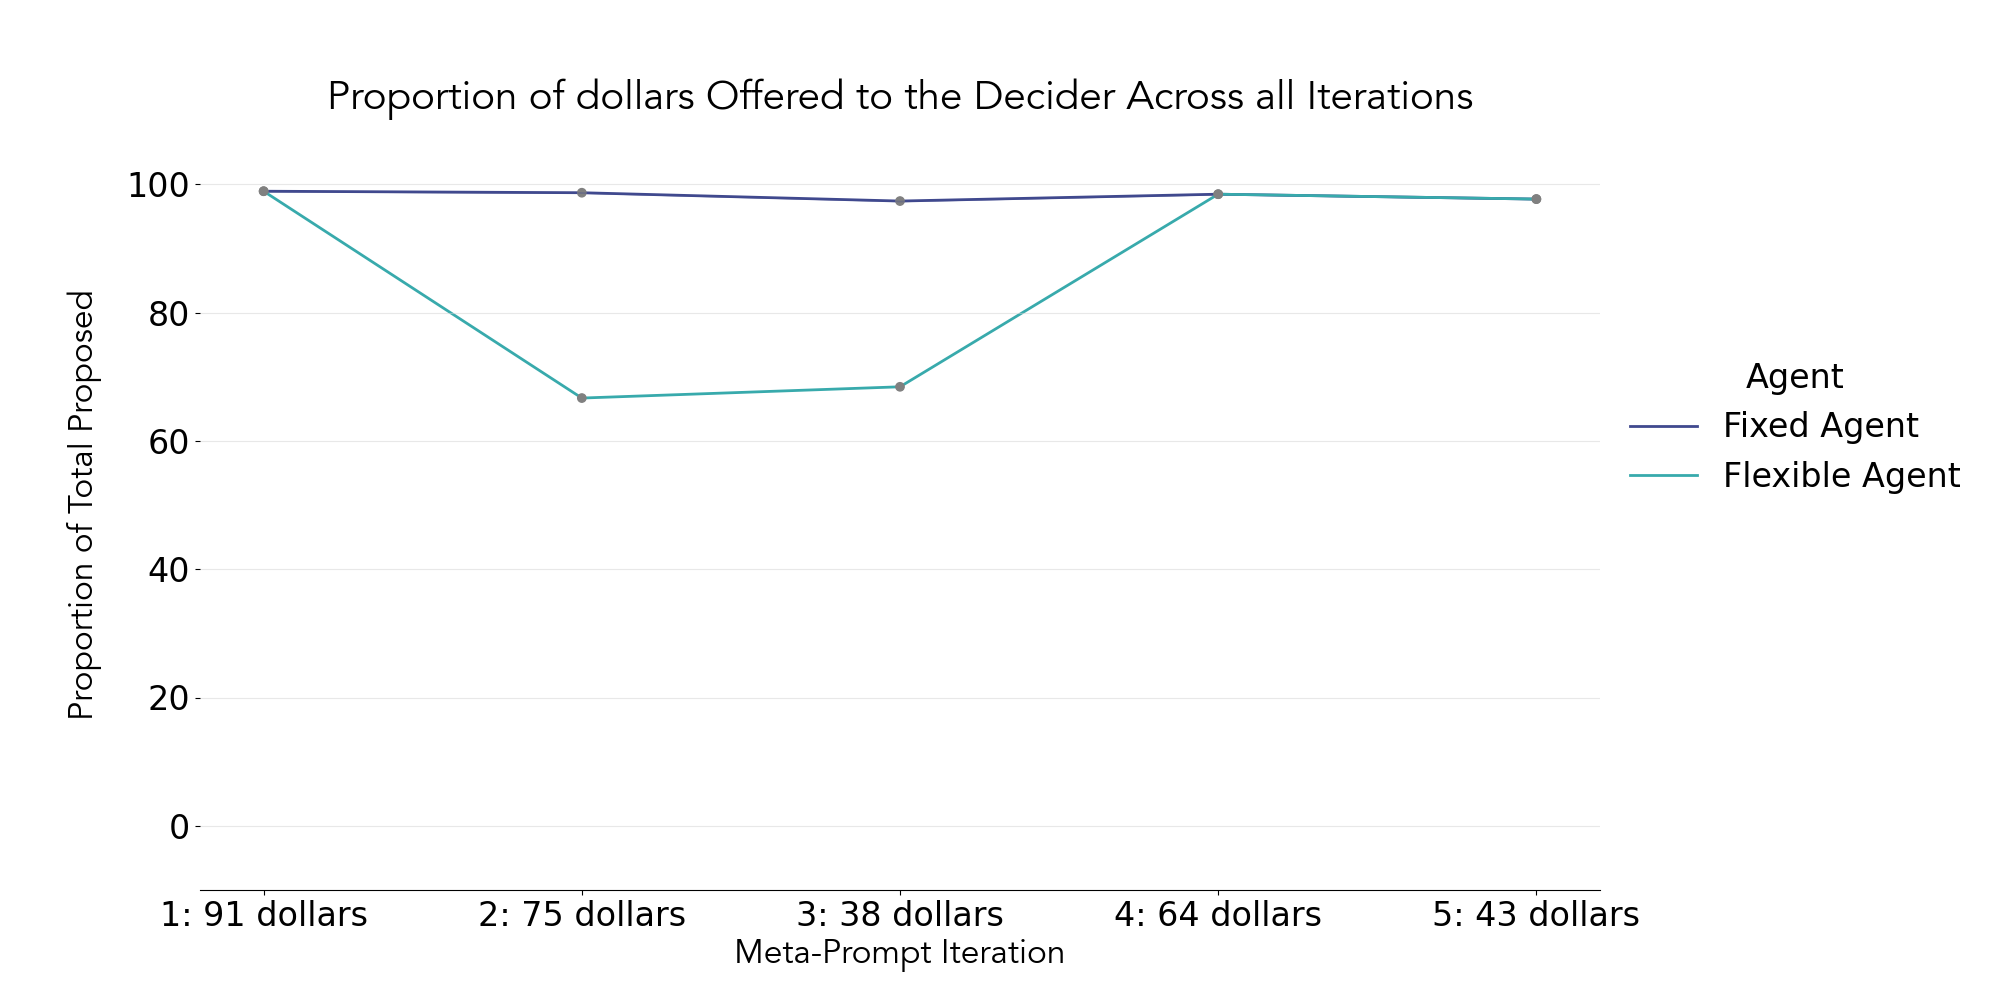 Proportion of dollars Offered to the Decider Across all Iterations
Proportion of Total Proposed
100
80
60
40
20
0
1: 91 dollars
2: 75 dollars
3: 38 dollars
4: 64 dollars
5: 43 dollars
Meta-Prompt Iteration
Agent
Fixed Agent
Flexible Agent